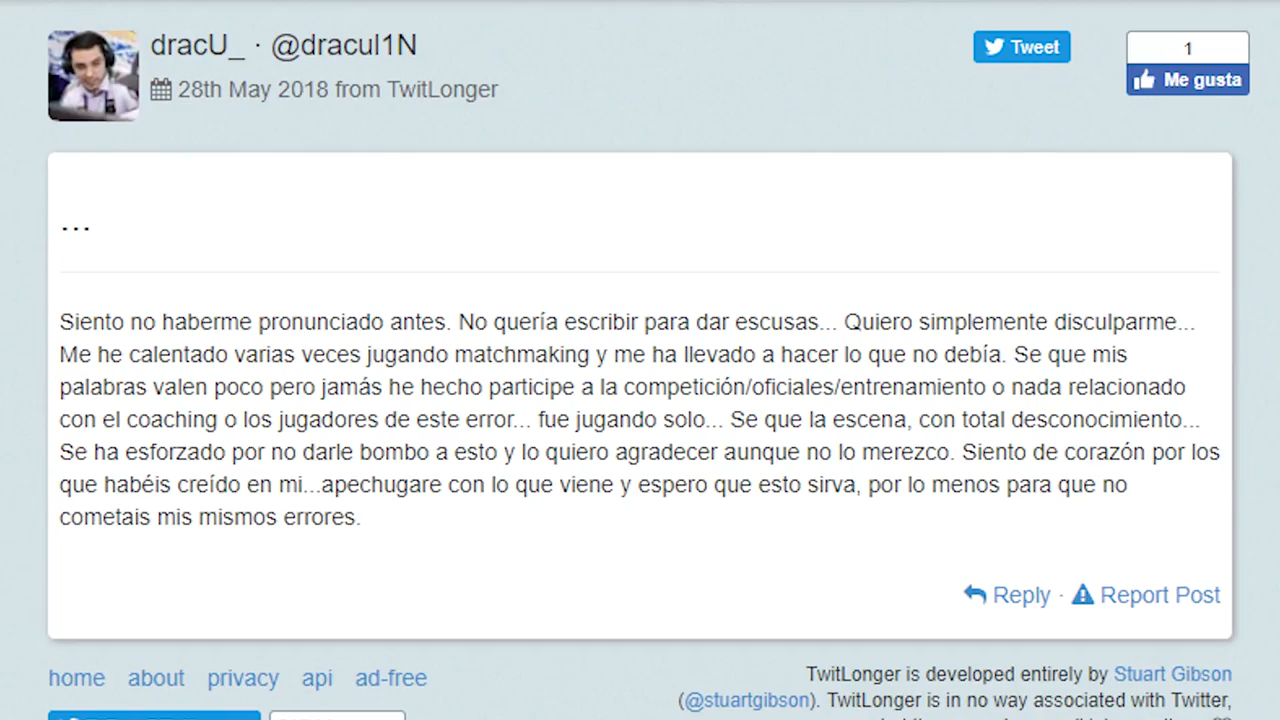 dracU_ · @dracul1N
28th May 2018 from TwitLonger
Tweet
1
Me gusta
...
Siento no haberme pronunciado antes. No quería escribir para dar escusas... Quiero simplemente disculparme...
Me he calentado varias veces jugando matchmaking y me ha llevado a hacer lo que no debía. Se que mis
palabras valen poco pero jamás he hecho participe a la competición/oficiales/entrenamiento o nada relacionado
con el coaching o los jugadores de este error... fue jugando solo... Se que la escena, con total desconocimiento...
Se ha esforzado por no darle bombo a esto y lo quiero agradecer aunque no lo merezco. Siento de corazón por los
que habéis creído en mi...apechugare con lo que viene y espero que esto sirva, por lo menos para que no
cometais mis mismos errores.
Reply · Report Post
home about privacy api ad-free
TwitLonger is developed entirely by Stuart Gibson
(@stuartgibson). TwitLonger is in no way associated with Twitter,